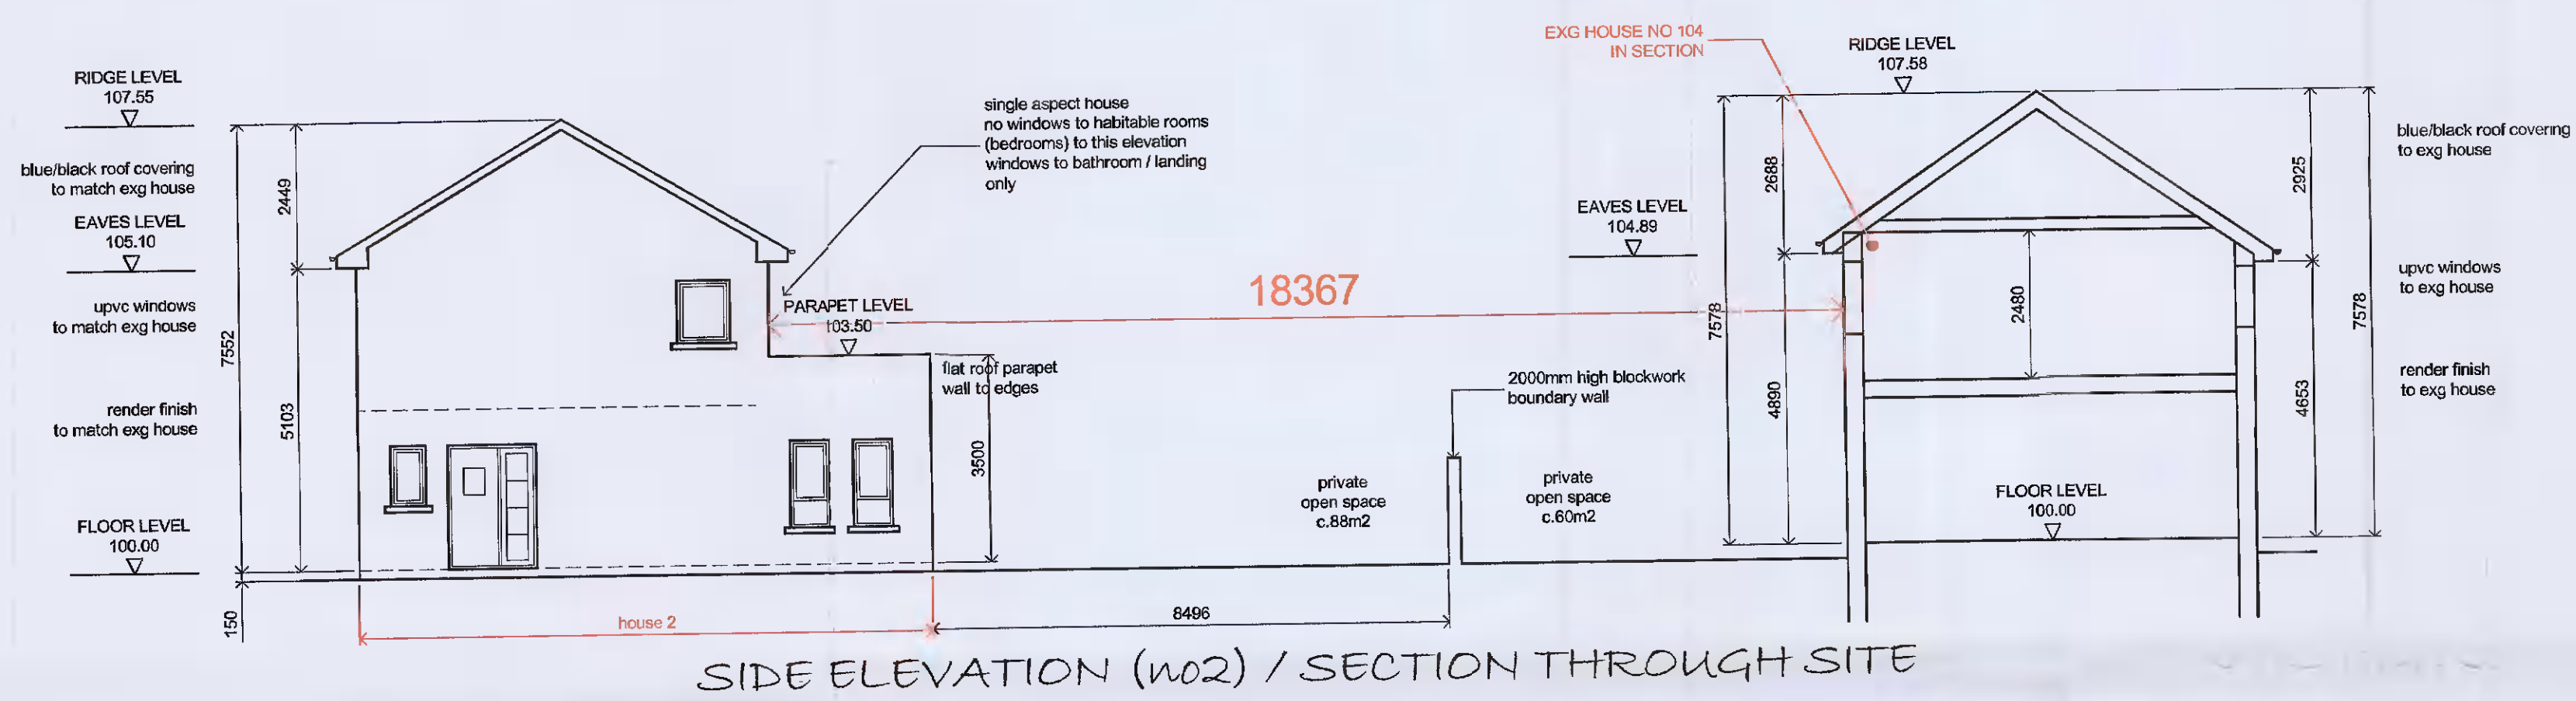 RIDGE LEVEL
107.55
blue/black roof covering
to match exg house
EAVES LEVEL
105.10
upvc windows
to match exg house
render finish
to match exg house
FLOOR LEVEL
100.00
7552
2449
5103
150
single aspect house
no windows to habitable rooms
(bedrooms) to this elevation
windows to bathroom / landing
only
PARAPET LEVEL
103.50
flat roof parapet
wall to edges
3500
house 2
8496
18367
private
open space
c.88m2
2000mm high blockwork
boundary wall
private
open space
c.60m2
EXG HOUSE NO 104
IN SECTION
EAVES LEVEL
104.89
RIDGE LEVEL
107.58
7578
2688
4890
2480
FLOOR LEVEL
100.00
2925
4653
7578
blue/black roof covering
to exg house
upvc windows
to exg house
render finish
to exg house
SIDE ELEVATION (no2) / SECTION THROUGH SITE